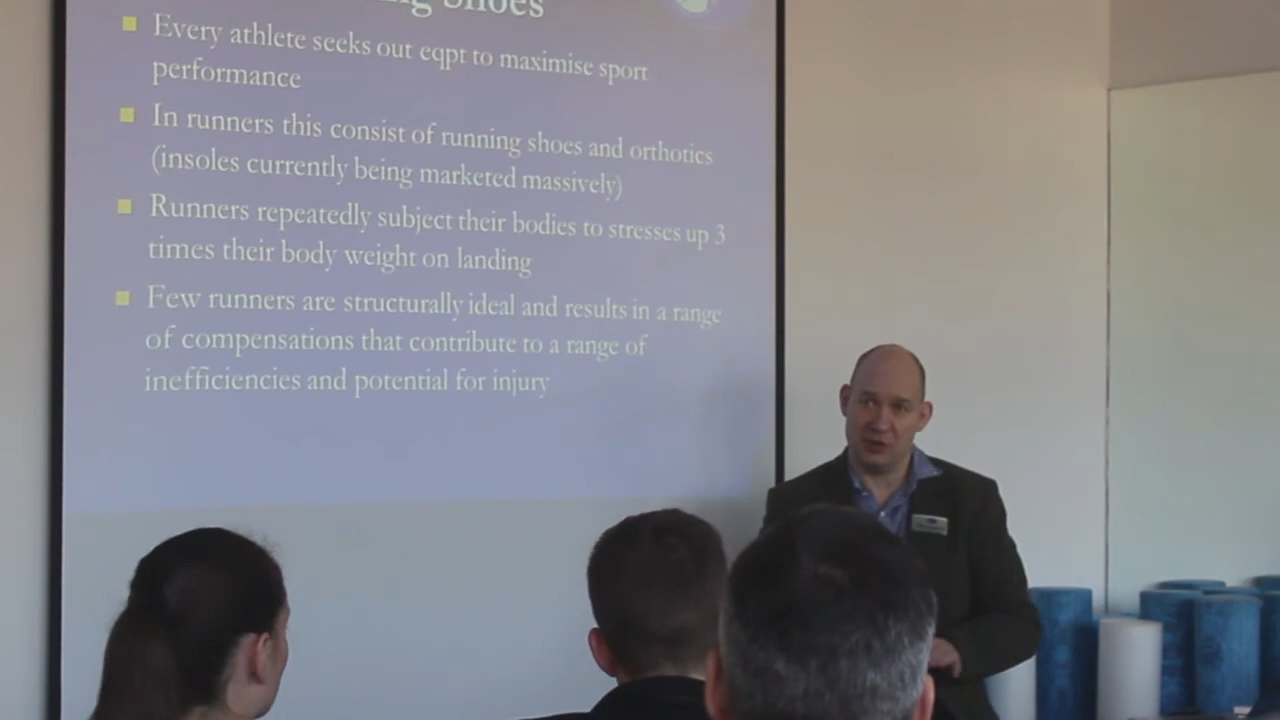 Shoes
Every athlete seeks out eqpt to maximise sport
performance
In runners this consist of running shoes and orthotics
(insoles currently being marketed massively)
Runners repeatedly subject their bodies to stresses up 3
times their body weight on landing
Few runners are structurally ideal and results in a range
of compensations that contribute to a range of
inefficiencies and potential for injury